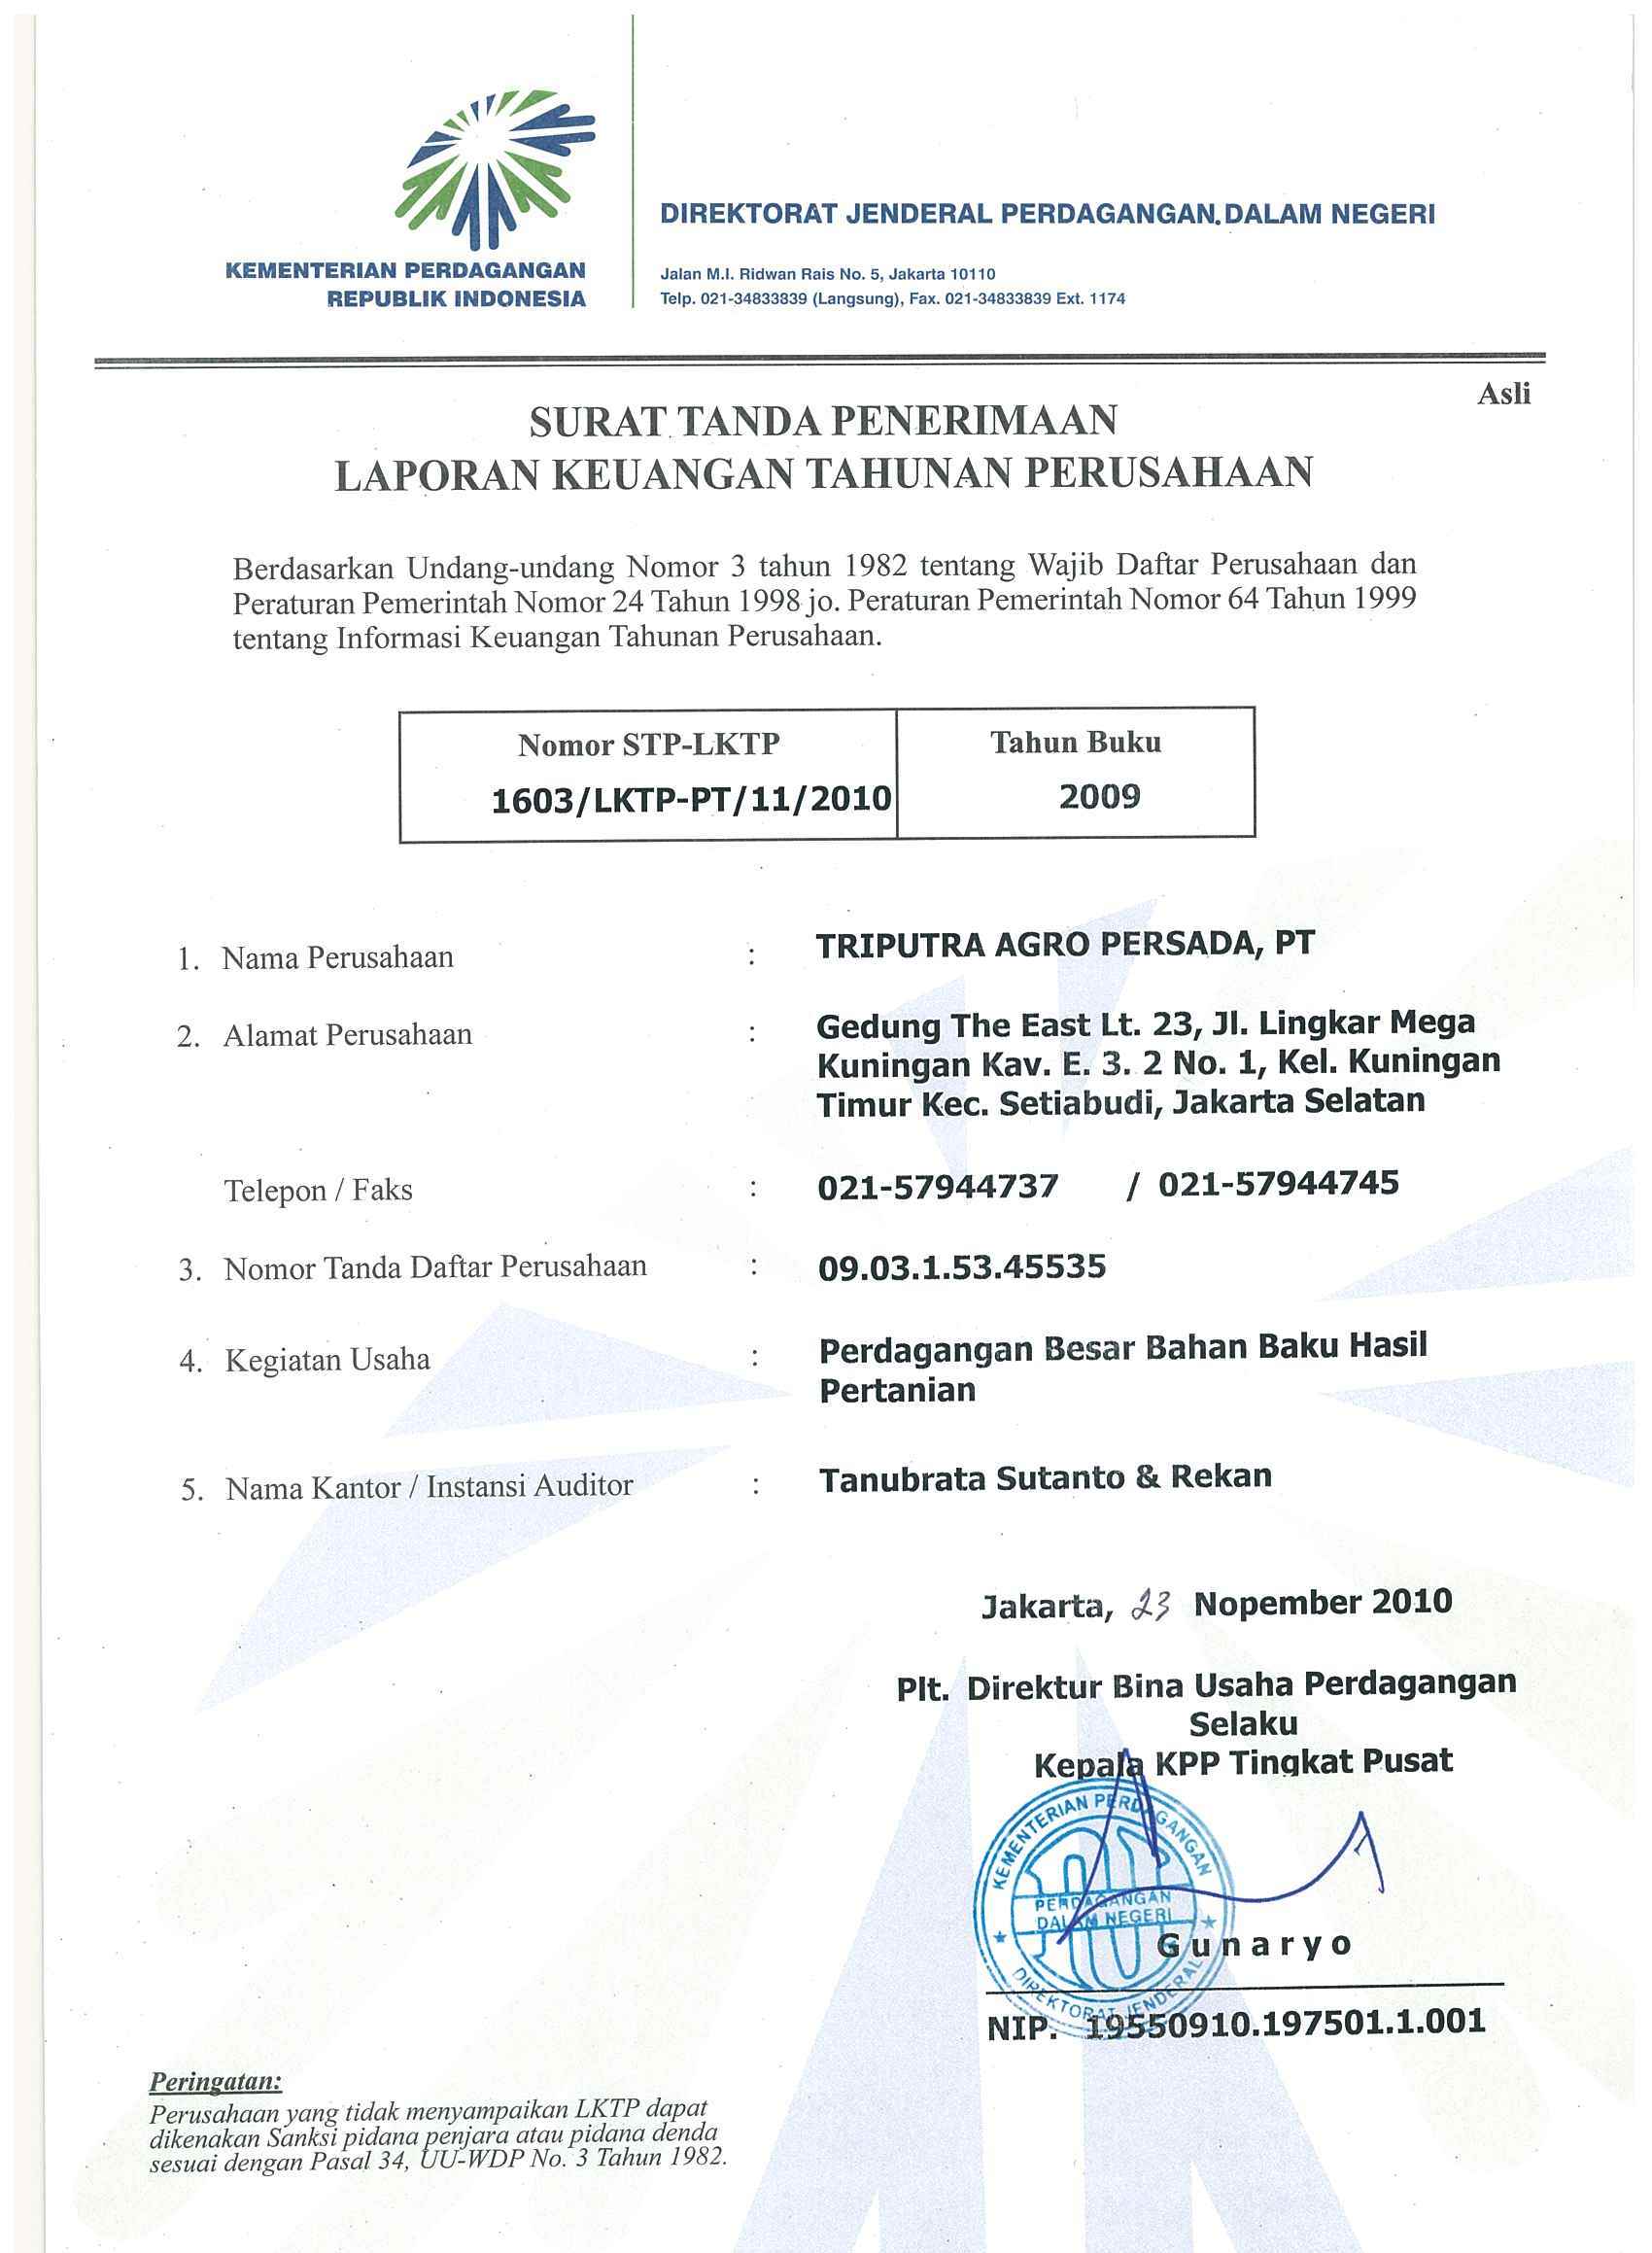 KEMENTERIAN PERDAGANGAN
REPUBLIK INDONESIA
DIREKTORAT JENDERAL PERDAGANGAN DALAM NEGERI
Jalan M.I. Ridwan Rais No. 5, Jakarta 10110
Telp. 021-34833839 (Langsung), Fax. 021-34833839 Ext. 1174
Asli
SURAT TANDA PENERIMAAN
LAPORAN KEUANGAN TAHUNAN PERUSAHAAN
Berdasarkan Undang-undang Nomor 3 tahun 1982 tentang Wajib Daftar Perusahaan dan
Peraturan Pemerintah Nomor 24 Tahun 1998 jo. Peraturan Pemerintah Nomor 64 Tahun 1999
tentang Informasi Keuangan Tahunan Perusahaan.
Nomor STP-LKTP
1603/LKTP-PT/11/2010
Tahun Buku
2009
1. Nama Perusahaan : TRIPUTRA AGRO PERSADA, PT
2. Alamat Perusahaan : Gedung The East Lt. 23, Jl. Lingkar Mega
Kuningan Kav. E. 3. 2 No. 1, Kel. Kuningan
Timur Kec. Setiabudi, Jakarta Selatan
Telepon / Faks : 021-57944737 / 021-57944745
3. Nomor Tanda Daftar Perusahaan : 09.03.1.53.45535
4. Kegiatan Usaha : Perdagangan Besar Bahan Baku Hasil
Pertanian
5. Nama Kantor / Instansi Auditor : Tanubrata Sutanto & Rekan
Jakarta, 23 Nopember 2010
Plt. Direktur Bina Usaha Perdagangan
Selaku
Kepala KPP Tingkat Pusat
KEMENTERIAN PERDAGANGAN
PERDAGANGAN
DALAM NEGERI
DIREKTORAT JENDERAL
Gunaryo
NIP. 19550910.197501.1.001
Peringatan:
Perusahaan yang tidak menyampaikan LKTP dapat
dikenakan Sanksi pidana penjara atau pidana denda
sesuai dengan Pasal 34, UU-WDP No. 3 Tahun 1982.